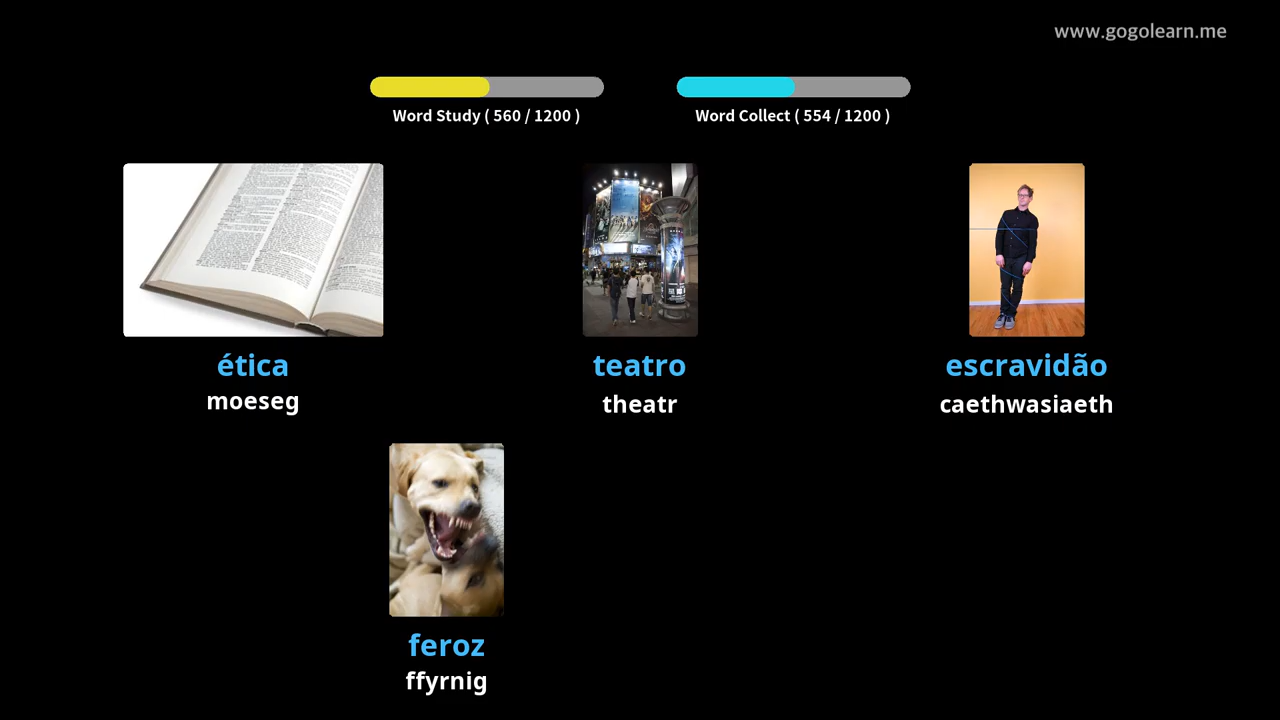 www.gogolearn.me
Word Study ( 560 / 1200 )
Word Collect ( 554 / 1200 )
ética
teatro
escravidão
moeseg
theatr
caethwasiaeth
feroz
ffyrnig